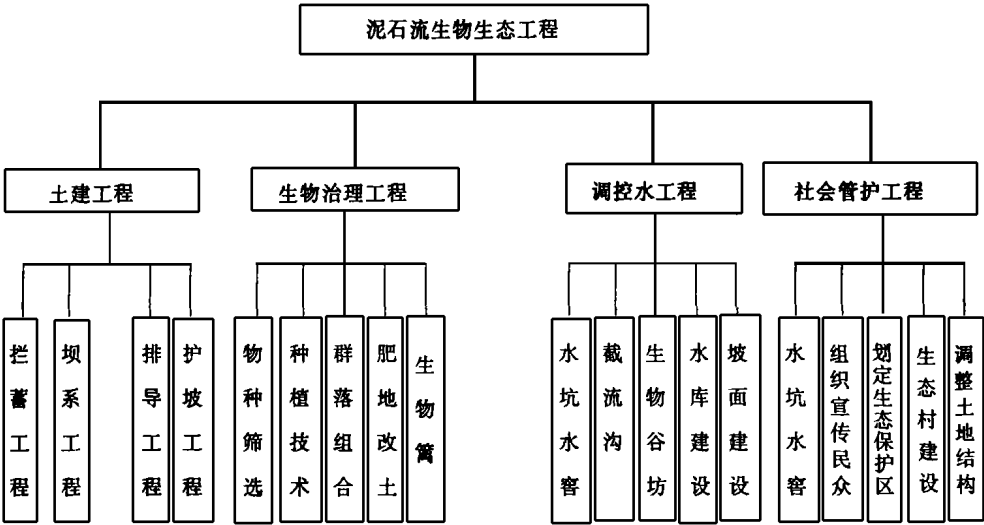 泥石流生物生态工程
土建工程
生物治理工程
调控水工程
社会管护工程
拦蓄工程
坝系工程
排导工程
护坡工程
物种筛选
种植技术
群落组合
肥地改土
生物篱
水坑水窖
截流沟
生物谷坊
水库建设
坡面建设
水坑水窖
组织宣传民众
划定生态保护区
生态村建设
调整土地结构